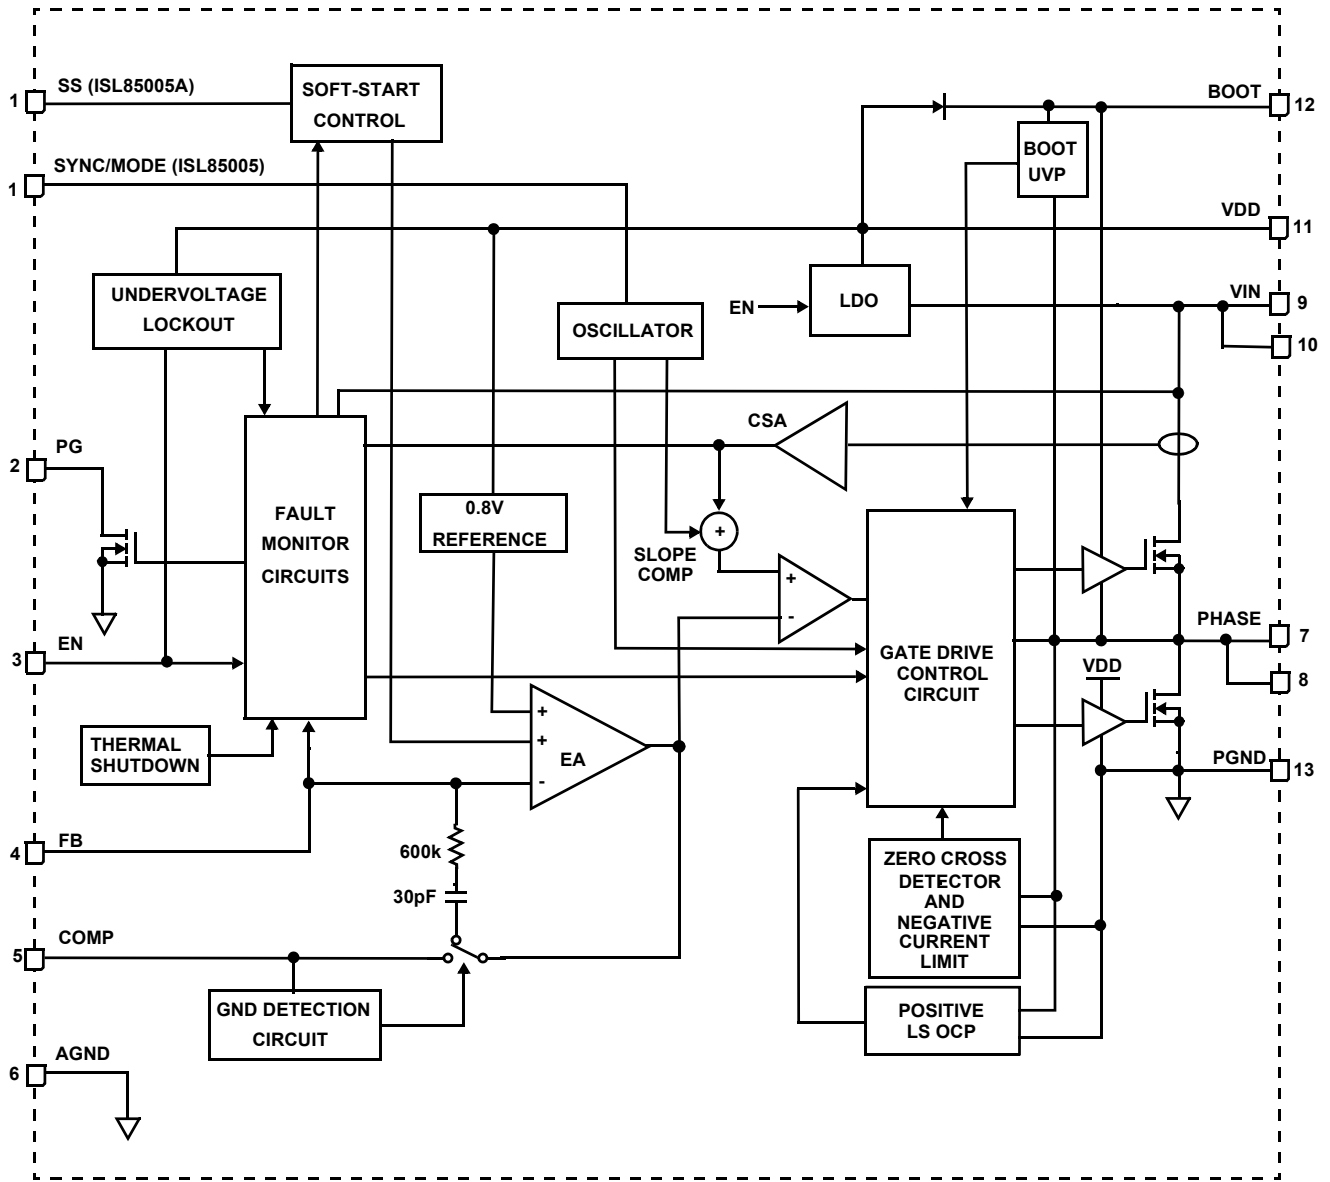 SS (ISL85005A)
1
SOFT-START
CONTROL
BOOT
12
SYNC/MODE (ISL85005)
1
BOOT
UVP
VDD
11
UNDERVOLTAGE
LOCKOUT
EN
LDO
VIN
9
10
OSCILLATOR
CSA
PG
2
FAULT
MONITOR
CIRCUITS
0.8V
REFERENCE
+
SLOPE
COMP
+
-
EN
3
GATE DRIVE
CONTROL
CIRCUIT
PHASE
7
8
VDD
THERMAL
SHUTDOWN
+
+
-
EA
PGND
13
FB
4
600k
30pF
ZERO CROSS
DETECTOR
AND
NEGATIVE
CURRENT
LIMIT
COMP
5
GND DETECTION
CIRCUIT
POSITIVE
LS OCP
AGND
6